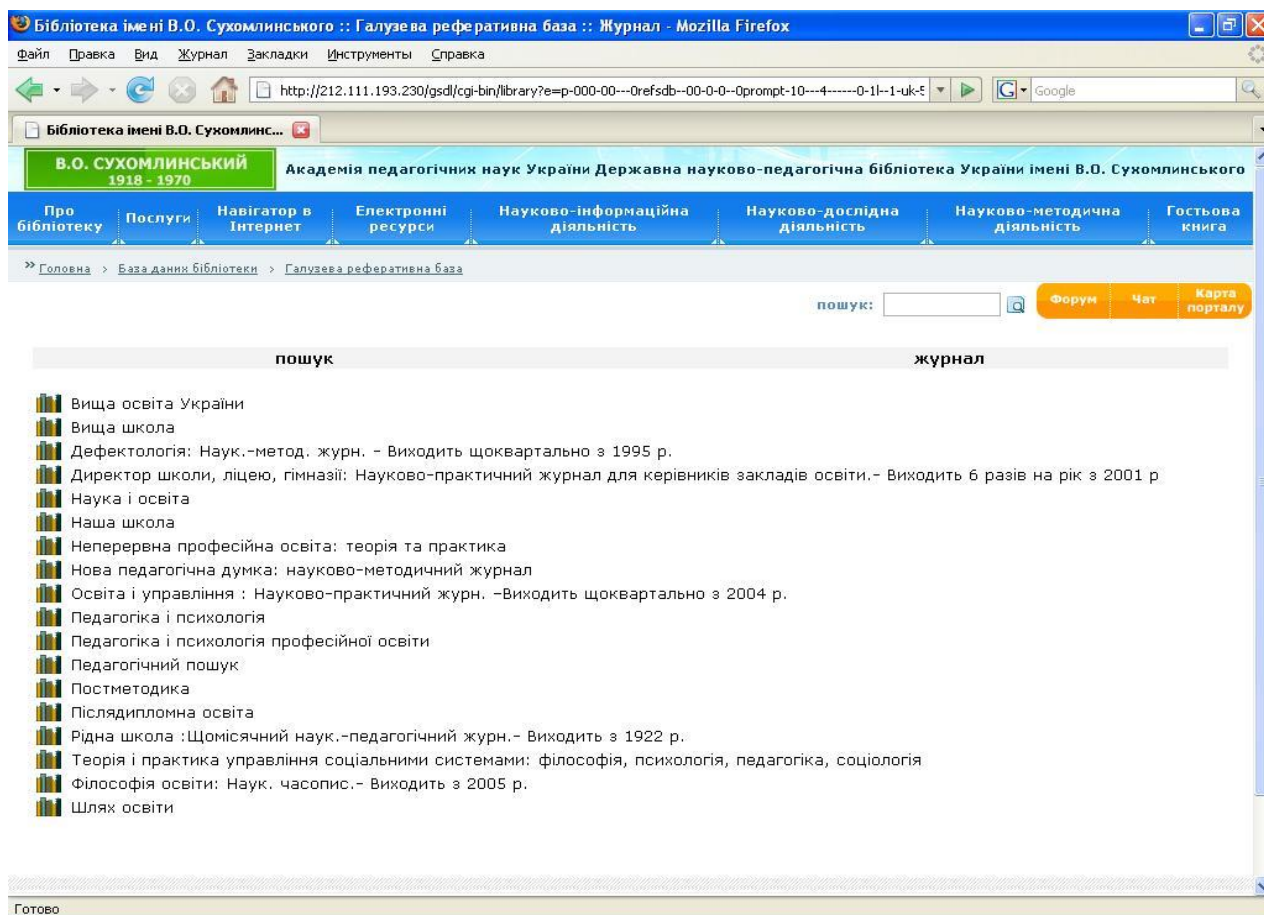 Бібліотека імені В.О. Сухомлинського :: Галузева реферативна база :: Журнал - Mozilla Firefox
Файл Правка Вид Журнал Закладки Инструменты Справка
http://212.111.193.230/gsdl/cgi-bin/library?e=p-000-00---0refsdb--00-0-0--0prompt-10---4------0-1l--1-uk-5 Google
Бібліотека імені В.О. Сухомлинс...
В.О. СУХОМЛИНСЬКИЙ
1918 - 1970
Академія педагогічних наук України Державна науково-педагогічна бібліотека України імені В.О. Сухомлинського
Про бібліотеку Послуги Навігатор в Інтернет Електронні ресурси Науково-інформаційна діяльність Науково-дослідна діяльність Науково-методична діяльність Гостьова книга
» Головна > База даних бібліотеки > Галузева реферативна база
пошук: Форум Чат Карта порталу
пошук журнал
Вища освіта України
Вища школа
Дефектологія: Наук.-метод. журн. - Виходить щоквартально з 1995 р.
Директор школи, ліцею, гімназії: Науково-практичний журнал для керівників закладів освіти.- Виходить 6 разів на рік з 2001 р
Наука і освіта
Наша школа
Неперервна професійна освіта: теорія та практика
Нова педагогічна думка: науково-методичний журнал
Освіта і управління : Науково-практичний журн. -Виходить щоквартально з 2004 р.
Педагогіка і психологія
Педагогіка і психологія професійної освіти
Педагогічний пошук
Постметодика
Післядипломна освіта
Рідна школа :Щомісячний наук.-педагогічний журн.- Виходить з 1922 р.
Теорія і практика управління соціальними системами: філософія, психологія, педагогіка, соціологія
Філософія освіти: Наук. часопис.- Виходить з 2005 р.
Шлях освіти
Готово